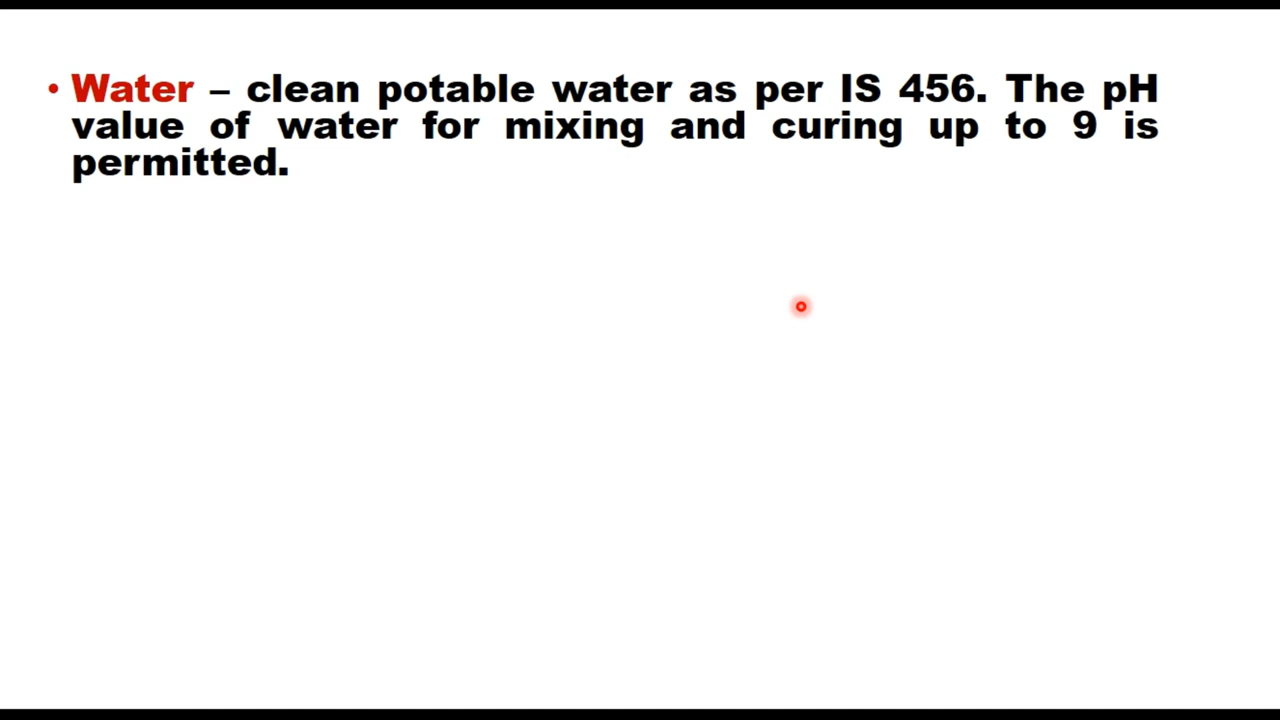 • Water – clean potable water as per IS 456. The pH
value of water for mixing and curing up to 9 is
permitted.